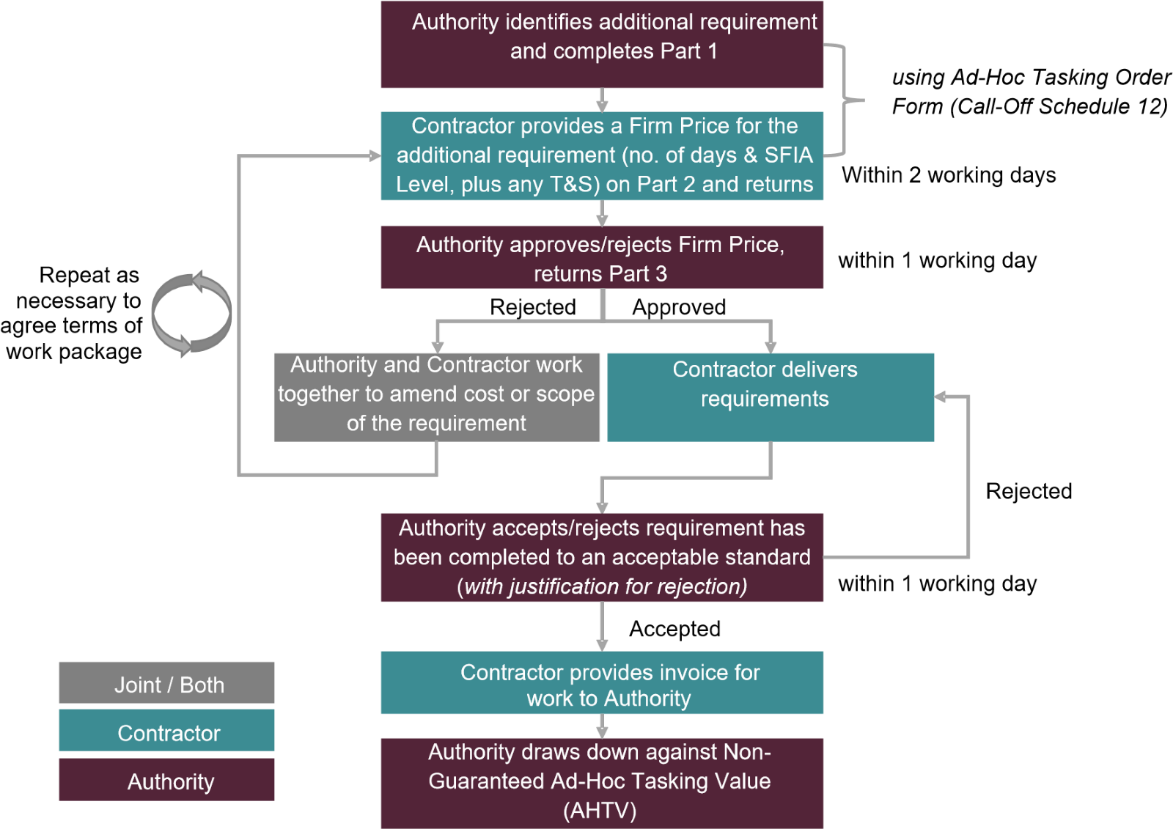 Authority identifies additional requirement
and completes Part 1
using Ad-Hoc Tasking Order
Form (Call-Off Schedule 12)
Contractor provides a Firm Price for the
additional requirement (no. of days & SFIA
Level, plus any T&S) on Part 2 and returns
Within 2 working days
Authority approves/rejects Firm Price,
returns Part 3
within 1 working day
Repeat as
necessary to
agree terms of
work package
Rejected
Approved
Authority and Contractor work
together to amend cost or scope
of the requirement
Contractor delivers
requirements
Rejected
Authority accepts/rejects requirement has
been completed to an acceptable standard
(with justification for rejection)
within 1 working day
Accepted
Contractor provides invoice for
work to Authority
Authority draws down against Non-
Guaranteed Ad-Hoc Tasking Value
(AHTV)
Joint / Both
Contractor
Authority